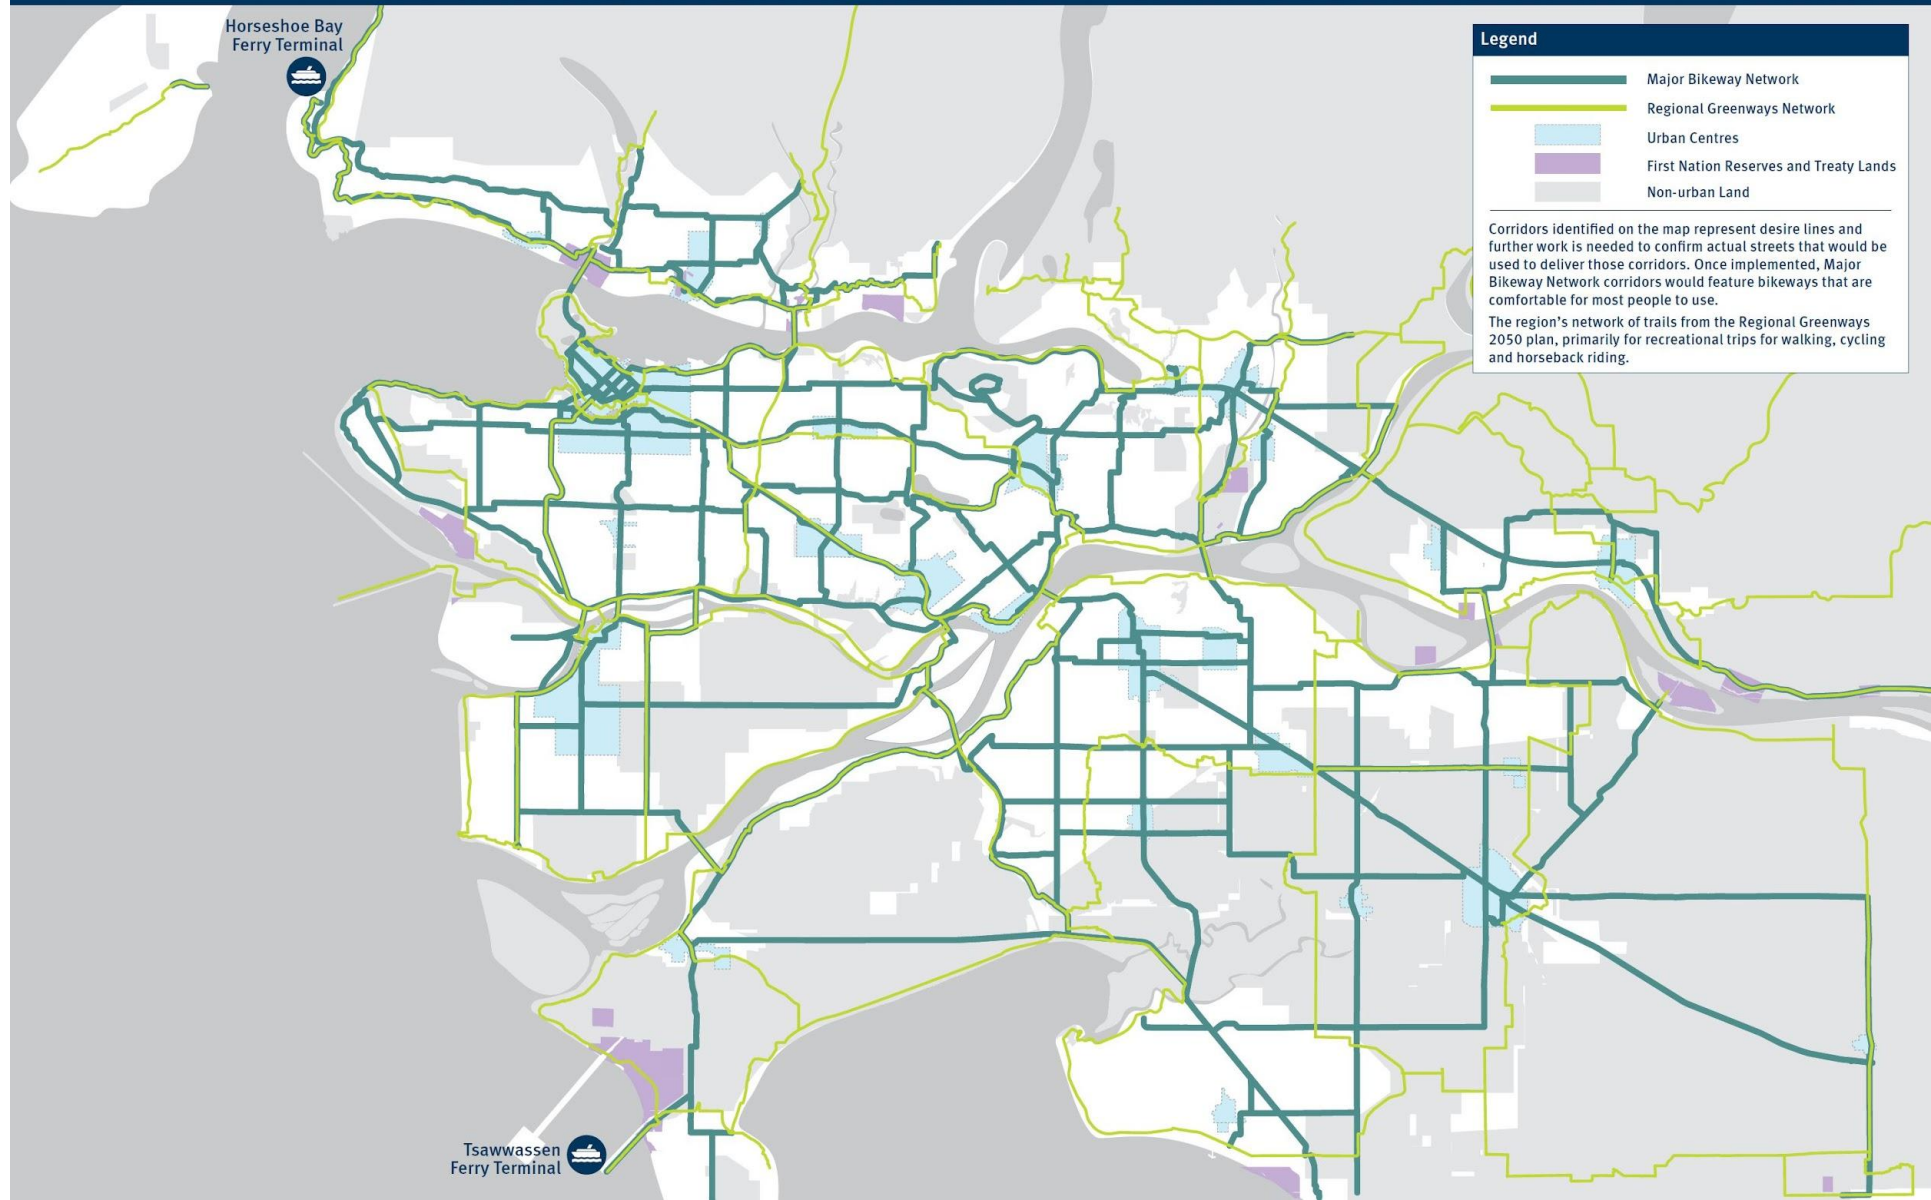 Horseshoe Bay
Ferry Terminal
Legend
Major Bikeway Network
Regional Greenways Network
Urban Centres
First Nation Reserves and Treaty Lands
Non-urban Land
Corridors identified on the map represent desire lines and
further work is needed to confirm actual streets that would be
used to deliver those corridors. Once implemented, Major
Bikeway Network corridors would feature bikeways that are
comfortable for most people to use.
The region's network of trails from the Regional Greenways
2050 plan, primarily for recreational trips for walking, cycling
and horseback riding.
Tsawwassen
Ferry Terminal